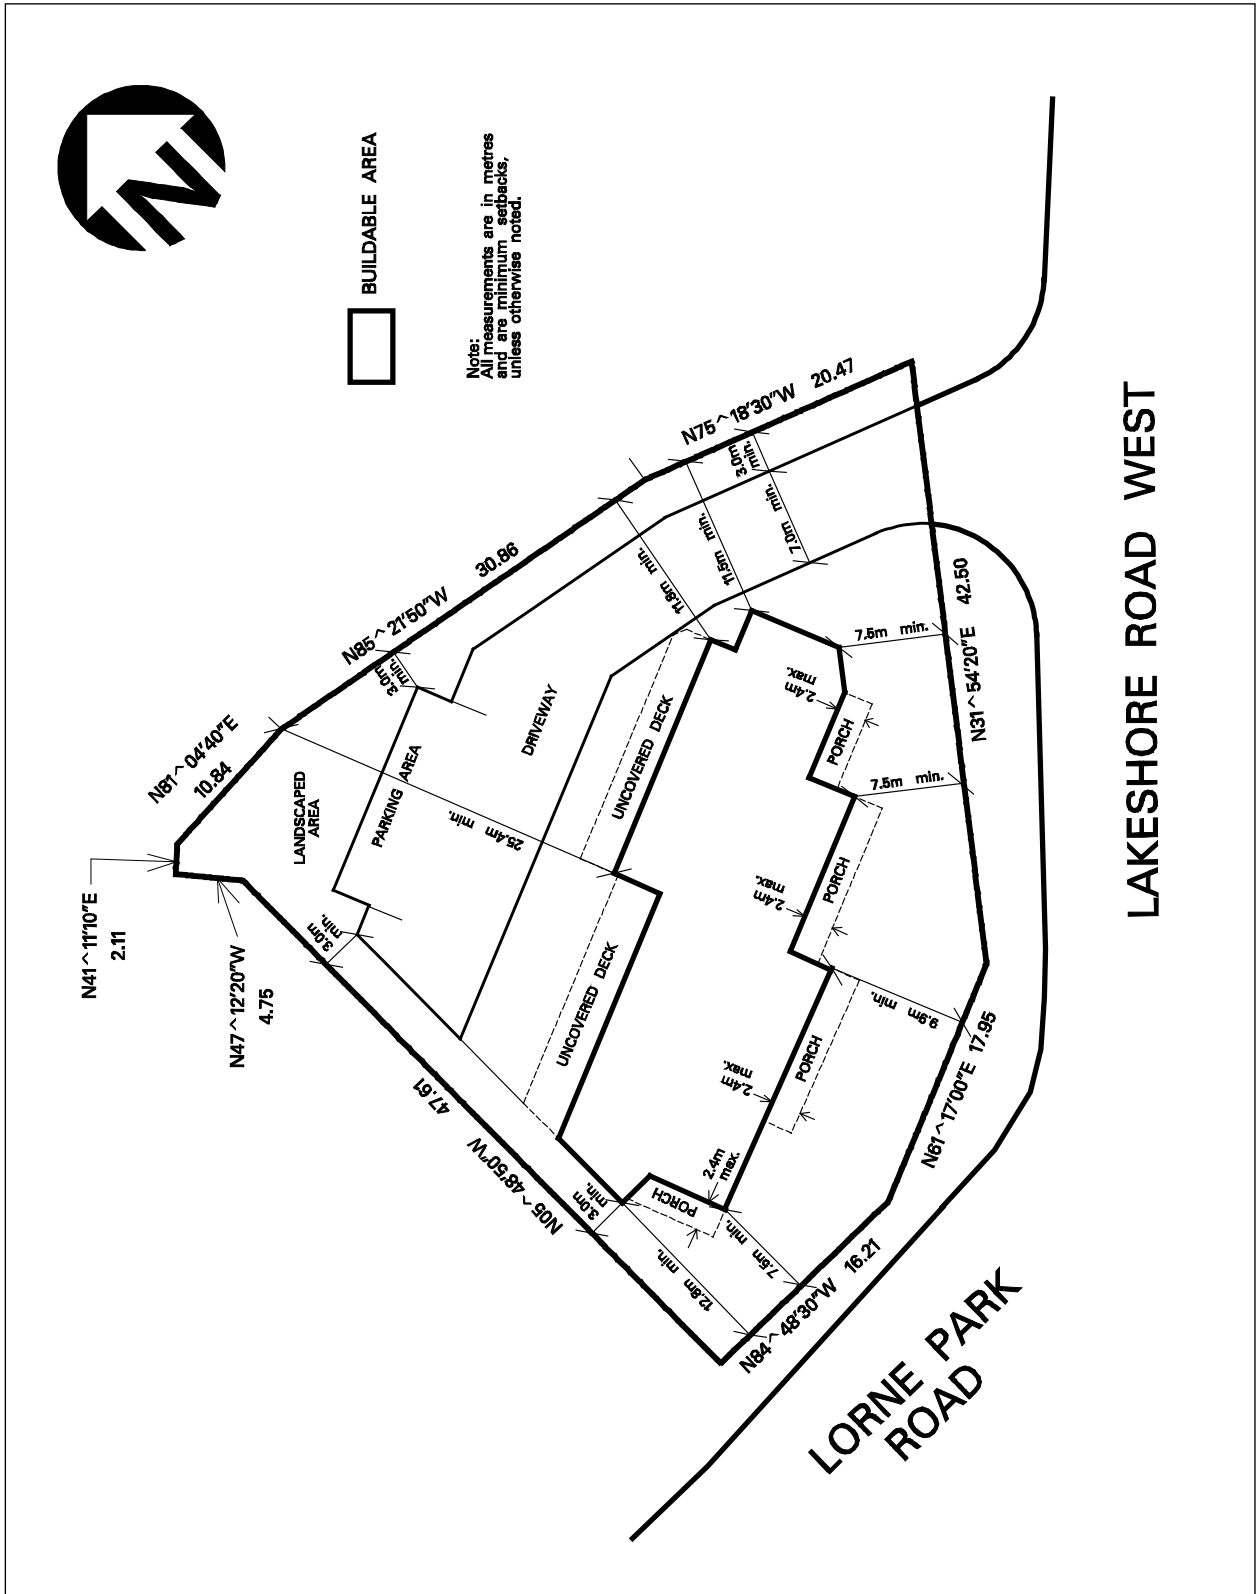 N
BUILDABLE AREA
Note:
All measurements are in metres
and are minimum setbacks,
unless otherwise noted.
N41^11'10"E
2.11
N47^12'20"W
4.75
N81^04'40"E
10.84
N85^21'50"W 30.86
N75^18'30"W 20.47
N31^54'20"E 42.50
N61^17'00"E 17.95
N84^48'30"W 16.21
N05^48'50"W 47.61
LANDSCAPED
AREA
PARKING AREA
DRIVEWAY
3.0m
min.
3.0m
min.
3.0m
min.
3.0m
min.
11.8m min.
11.5m min.
7.0m min.
25.4m min.
UNCOVERED DECK
UNCOVERED DECK
7.5m min.
7.5m min.
2.4m
max.
PORCH
2.4m
max.
PORCH
2.4m
max.
PORCH
2.4m
max.
PORCH
9.9m min.
7.5m min.
12.8m min.
LAKESHORE ROAD WEST
LORNE PARK
ROAD